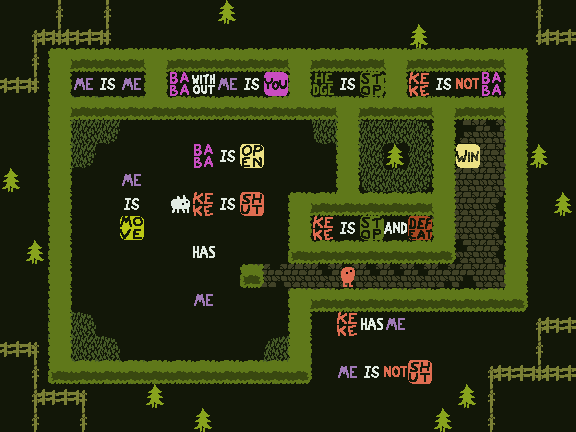 ME IS ME
BABA WITHOUT ME IS YOU
HEDGE IS STOP
KEKE IS NOT BABA
BABA IS OPEN
WIN
ME
IS
MOVE
KEKE IS SHUT
KEKE IS STOP AND DEFEAT
HAS
ME
KEKE HAS ME
ME IS NOT SHUT